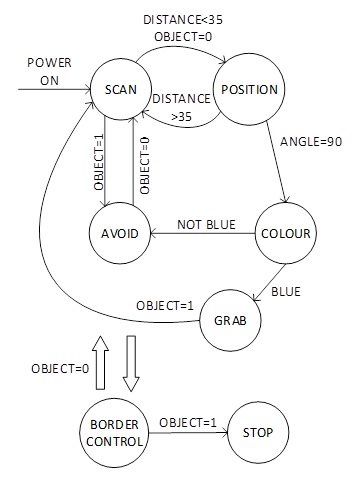 DISTANCE<35
OBJECT=0
POWER
ON
SCAN
POSITION
DISTANCE
>35
OBJECT=1
OBJECT=0
ANGLE=90
AVOID
NOT BLUE
COLOUR
BLUE
OBJECT=1
GRAB
OBJECT=0
BORDER
CONTROL
OBJECT=1
STOP